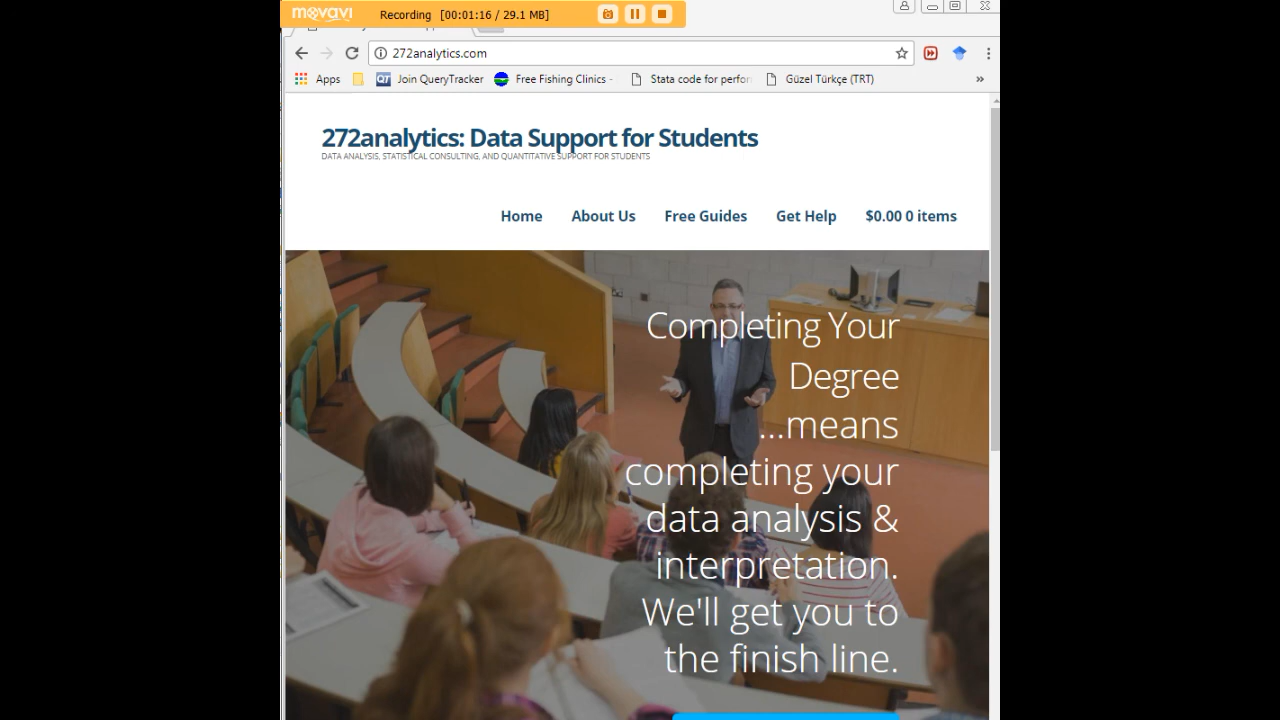 movavi Recording [00:01:16 / 29.1 MB]
272analytics.com
Apps Join QueryTracker Free Fishing Clinics - Stata code for perfor Güzel Türkçe (TRT) »
272analytics: Data Support for Students
DATA ANALYSIS, STATISTICAL CONSULTING, AND QUANTITATIVE SUPPORT FOR STUDENTS
Home About Us Free Guides Get Help $0.00 0 items
Completing Your
Degree
...means
completing your
data analysis &
interpretation.
We'll get you to
the finish line.